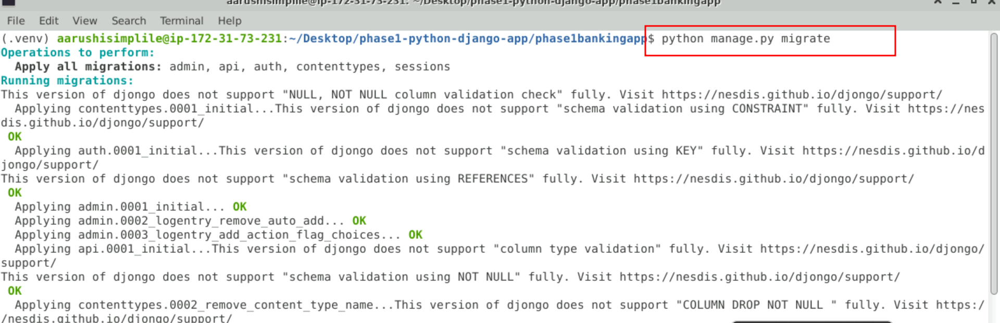 aarushisimplile@ip-172-31-73-231: ~/Desktop/phase1-python-django-app/phase1bankingapp
File Edit View Search Terminal Help
(.venv) aarushisimplile@ip-172-31-73-231:~/Desktop/phase1-python-django-app/phase1bankingapp$ python manage.py migrate
Operations to perform:
  Apply all migrations: admin, api, auth, contenttypes, sessions
Running migrations:
This version of djongo does not support "NULL, NOT NULL column validation check" fully. Visit https://nesdis.github.io/djongo/support/
  Applying contenttypes.0001_initial...This version of djongo does not support "schema validation using CONSTRAINT" fully. Visit https://nes
dis.github.io/djongo/support/
 OK
  Applying auth.0001_initial...This version of djongo does not support "schema validation using KEY" fully. Visit https://nesdis.github.io/d
jongo/support/
This version of djongo does not support "schema validation using REFERENCES" fully. Visit https://nesdis.github.io/djongo/support/
 OK
  Applying admin.0001_initial... OK
  Applying admin.0002_logentry_remove_auto_add... OK
  Applying admin.0003_logentry_add_action_flag_choices... OK
  Applying api.0001_initial...This version of djongo does not support "column type validation" fully. Visit https://nesdis.github.io/djongo/
support/
This version of djongo does not support "schema validation using NOT NULL" fully. Visit https://nesdis.github.io/djongo/support/
 OK
  Applying contenttypes.0002_remove_content_type_name...This version of djongo does not support "COLUMN DROP NOT NULL " fully. Visit https:/
/nesdis.github.io/djongo/support/